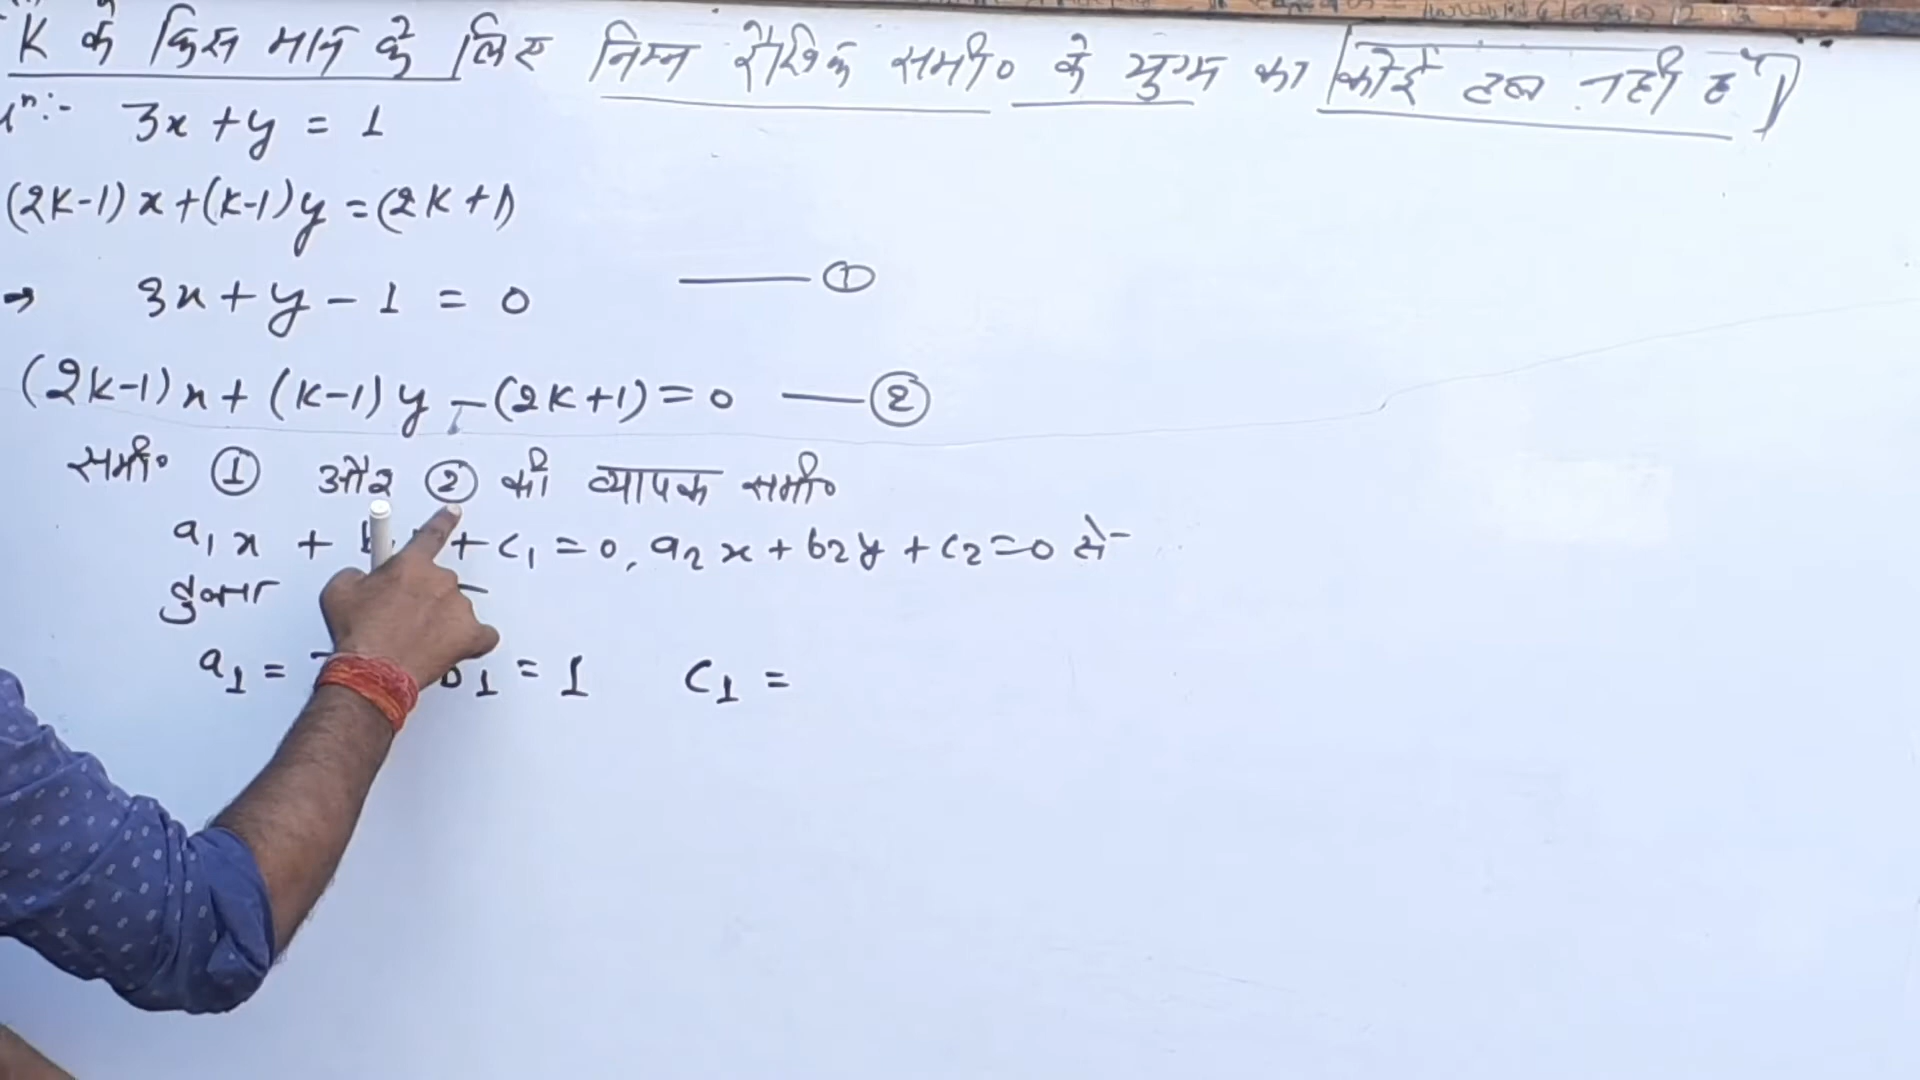 K के किस मान के लिए निम्न रैखिक समी० के युग्म का कोई हल नहीं है।
n:- 3x + y = 1
(2K-1)x+(k-1)y=(2K+1)
→ 3x+y-1=0 —— ①
(2k-1)x+(K-1)y-(2K+1)=0 —— ②
समी० ① और ② की व्यापक समी०
a₁x + +c₁=0, a₂x+b₂y+c₂=0 से
तुलना
a₁ = b₁ = 1 c₁ =